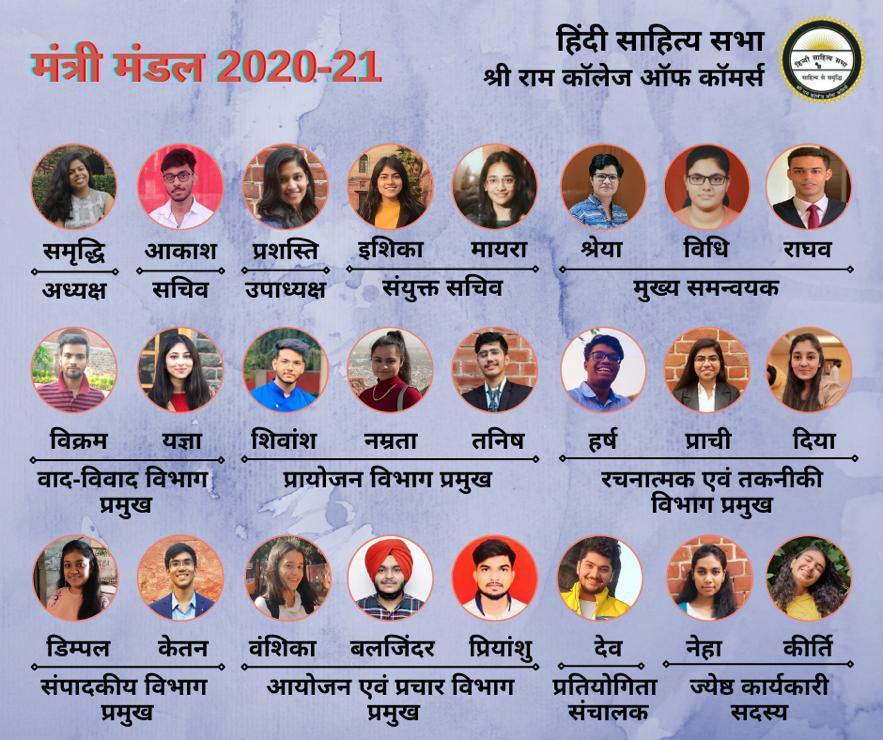 मंत्री मंडल 2020-21
हिंदी साहित्य सभा
श्री राम कॉलेज ऑफ कॉमर्स
हिन्दी साहित्य सभा
साहित्य से समृद्धि
श्री राम कॉलेज ऑफ कॉमर्स
समृद्धि आकाश प्रशस्ति इशिका मायरा श्रेया विधि राघव
अध्यक्ष सचिव उपाध्यक्ष संयुक्त सचिव मुख्य समन्वयक
विक्रम यज्ञा शिवांश नम्रता तनिष हर्ष प्राची दिया
वाद-विवाद विभाग प्रायोजन विभाग प्रमुख रचनात्मक एवं तकनीकी
प्रमुख विभाग प्रमुख
डिम्पल केतन वंशिका बलजिंदर प्रियांशु देव नेहा कीर्ति
संपादकीय विभाग आयोजन एवं प्रचार विभाग प्रतियोगिता ज्येष्ठ कार्यकारी
प्रमुख प्रमुख संचालक सदस्य